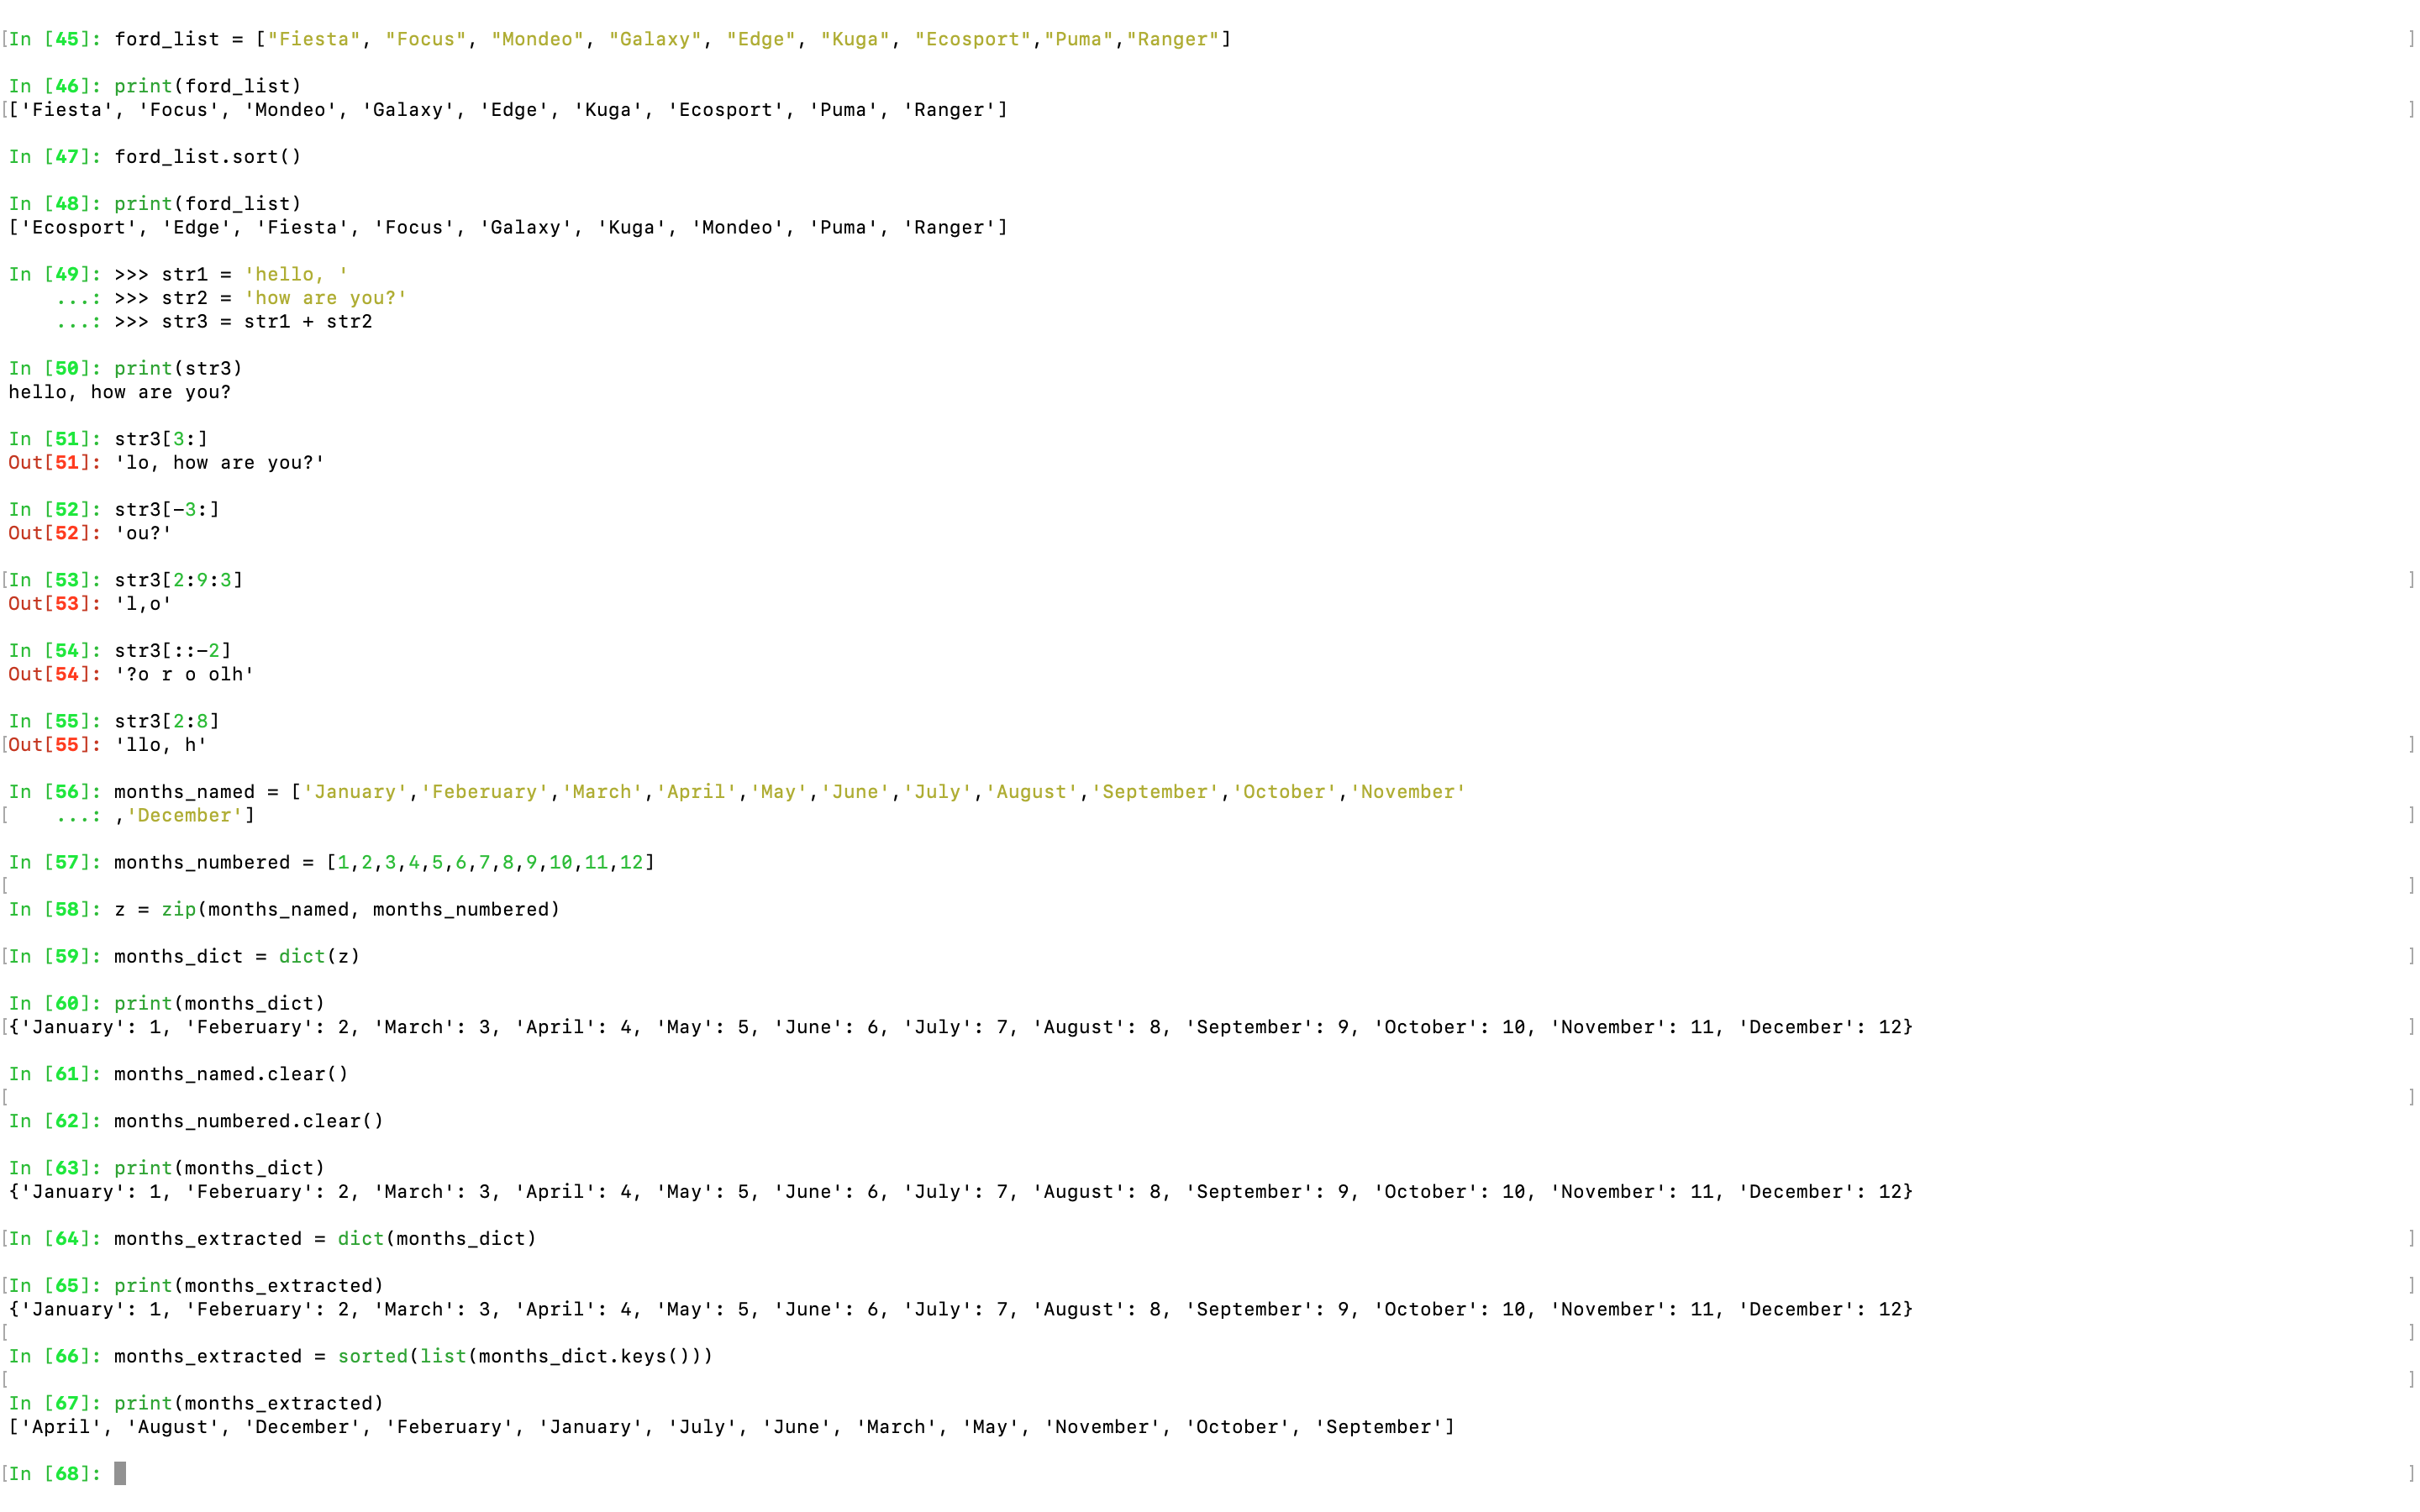 In [45]: ford_list = ["Fiesta", "Focus", "Mondeo", "Galaxy", "Edge", "Kuga", "Ecosport","Puma","Ranger"]
In [46]: print(ford_list)
['Fiesta', 'Focus', 'Mondeo', 'Galaxy', 'Edge', 'Kuga', 'Ecosport', 'Puma', 'Ranger']
In [47]: ford_list.sort()
In [48]: print(ford_list)
['Ecosport', 'Edge', 'Fiesta', 'Focus', 'Galaxy', 'Kuga', 'Mondeo', 'Puma', 'Ranger']
In [49]: >>> str1 = 'hello, '
...: >>> str2 = 'how are you?'
...: >>> str3 = str1 + str2
In [50]: print(str3)
hello, how are you?
In [51]: str3[3:]
Out[51]: 'lo, how are you?'
In [52]: str3[-3:]
Out[52]: 'ou?'
In [53]: str3[2:9:3]
Out[53]: 'l,o'
In [54]: str3[::-2]
Out[54]: '?o r o olh'
In [55]: str3[2:8]
Out[55]: 'llo, h'
In [56]: months_named = ['January','Feberuary','March','April','May','June','July','August','September','October','November'
...: ,'December']
In [57]: months_numbered = [1,2,3,4,5,6,7,8,9,10,11,12]
In [58]: z = zip(months_named, months_numbered)
In [59]: months_dict = dict(z)
In [60]: print(months_dict)
{'January': 1, 'Feberuary': 2, 'March': 3, 'April': 4, 'May': 5, 'June': 6, 'July': 7, 'August': 8, 'September': 9, 'October': 10, 'November': 11, 'December': 12}
In [61]: months_named.clear()
In [62]: months_numbered.clear()
In [63]: print(months_dict)
{'January': 1, 'Feberuary': 2, 'March': 3, 'April': 4, 'May': 5, 'June': 6, 'July': 7, 'August': 8, 'September': 9, 'October': 10, 'November': 11, 'December': 12}
In [64]: months_extracted = dict(months_dict)
In [65]: print(months_extracted)
{'January': 1, 'Feberuary': 2, 'March': 3, 'April': 4, 'May': 5, 'June': 6, 'July': 7, 'August': 8, 'September': 9, 'October': 10, 'November': 11, 'December': 12}
In [66]: months_extracted = sorted(list(months_dict.keys()))
In [67]: print(months_extracted)
['April', 'August', 'December', 'Feberuary', 'January', 'July', 'June', 'March', 'May', 'November', 'October', 'September']
In [68]: